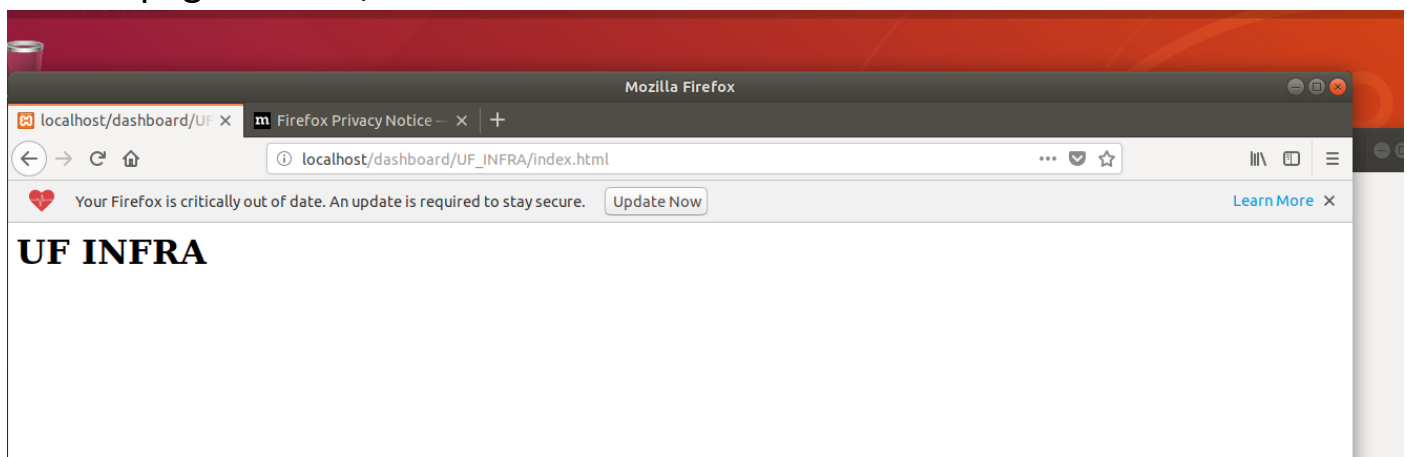 Mozilla Firefox
localhost/dashboard/UF
m Firefox Privacy Notice —
localhost/dashboard/UF_INFRA/index.html
Your Firefox is critically out of date. An update is required to stay secure. Update Now Learn More
UF INFRA